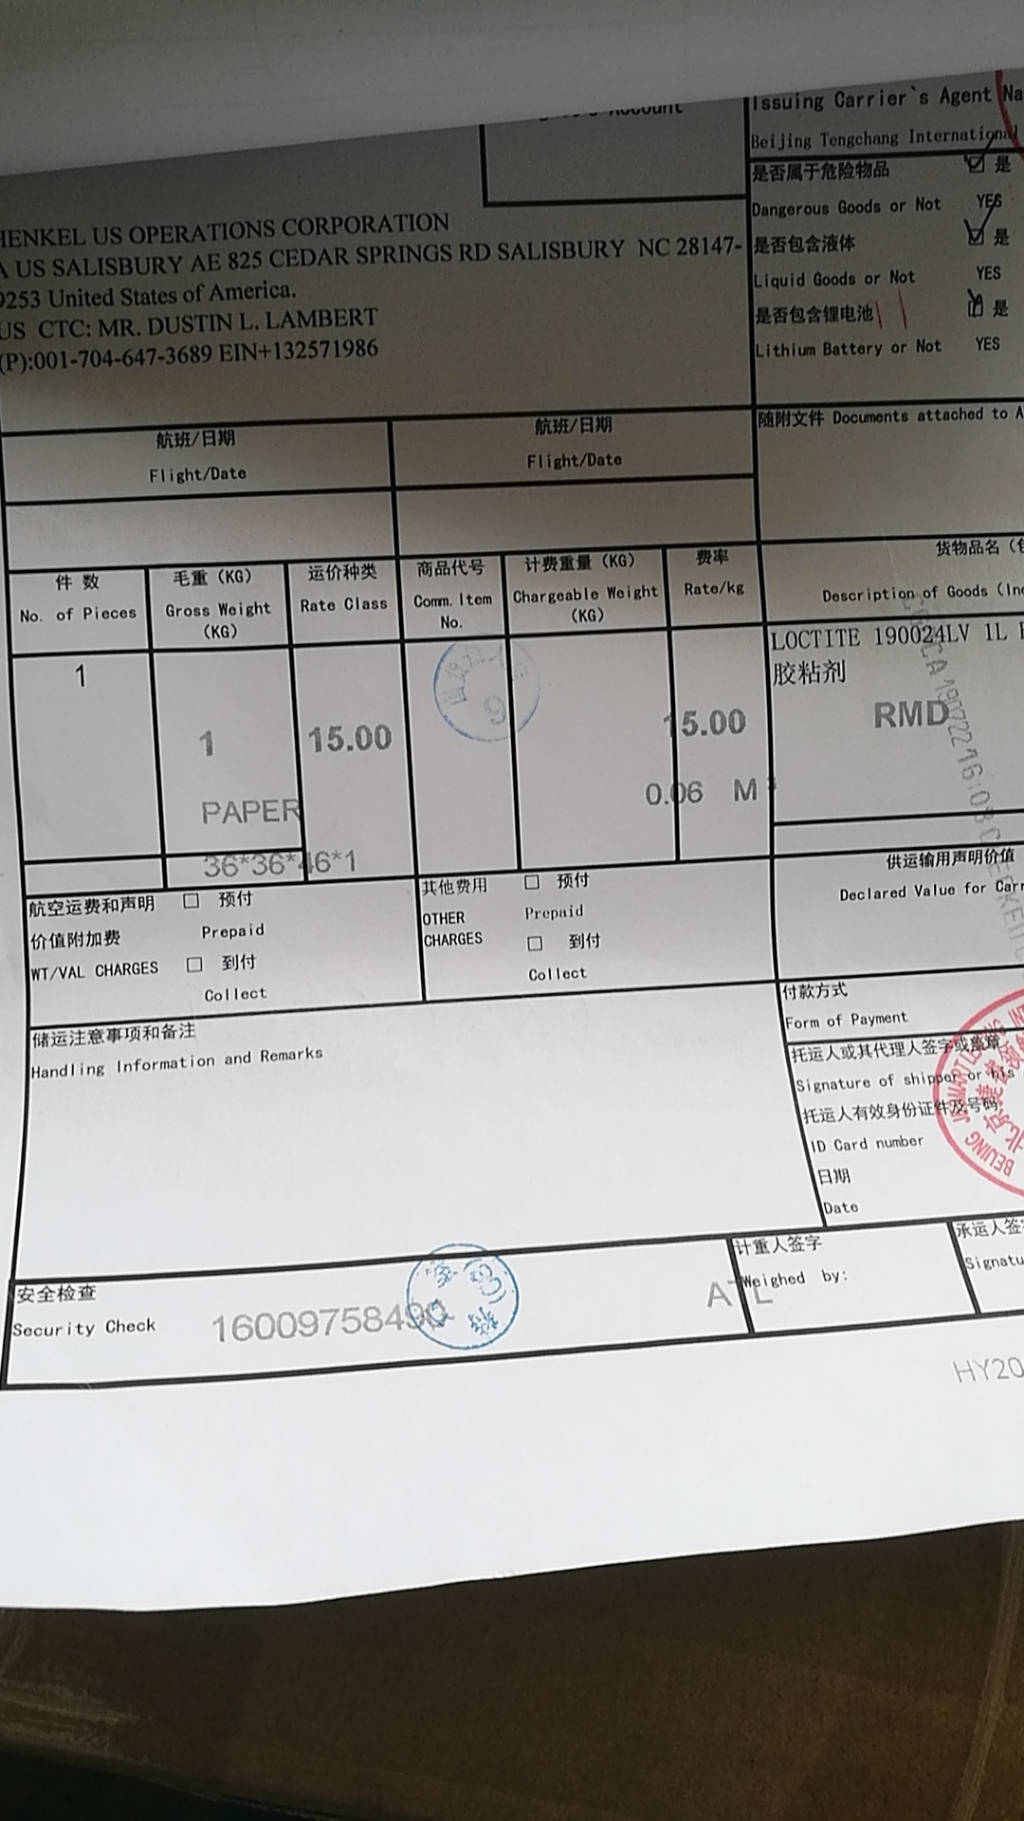 Account
Issuing Carrier`s Agent Na
Beijing Tengchang International
是否属于危险物品 是
Dangerous Goods or Not YES
是否包含液体 是
Liquid Goods or Not YES
是否包含锂电池 是
Lithium Battery or Not YES
HENKEL US OPERATIONS CORPORATION
A US SALISBURY AE 825 CEDAR SPRINGS RD SALISBURY NC 28147-
9253 United States of America.
US CTC: MR. DUSTIN L. LAMBERT
(P):001-704-647-3689 EIN+132571986
随附文件 Documents attached to A
航班/日期
Flight/Date
航班/日期
Flight/Date
件 数
No. of Pieces
毛重 (KG)
Gross Weight
(KG)
运价种类
Rate Class
商品代号
Comm. Item
No.
计费重量 (KG)
Chargeable Weight
(KG)
费率
Rate/kg
货物品名
Description of Goods (Inc
1
LOCTITE 190024LV 1L
胶粘剂
RMD
1 15.00 15.00
PAPER 0.06 M³
36*36*46*1
6
190722 16:08
供运输用声明价值
Declared Value for Carr
航空运费和声明
价值附加费
WT/VAL CHARGES
□ 预付
Prepaid
□ 到付
Collect
其他费用
OTHER
CHARGES
□ 预付
Prepaid
□ 到付
Collect
付款方式
Form of Payment
储运注意事项和备注
Handling Information and Remarks
托运人或其代理人签字或盖章
Signature of shipper or his
托运人有效身份证件及号码
ID Card number
日期
Date
BEIJING
北京捷
安全检查
Security Check
16009758490
ATL
计重人签字
Weighed by:
承运人签字
Signatu
HY20